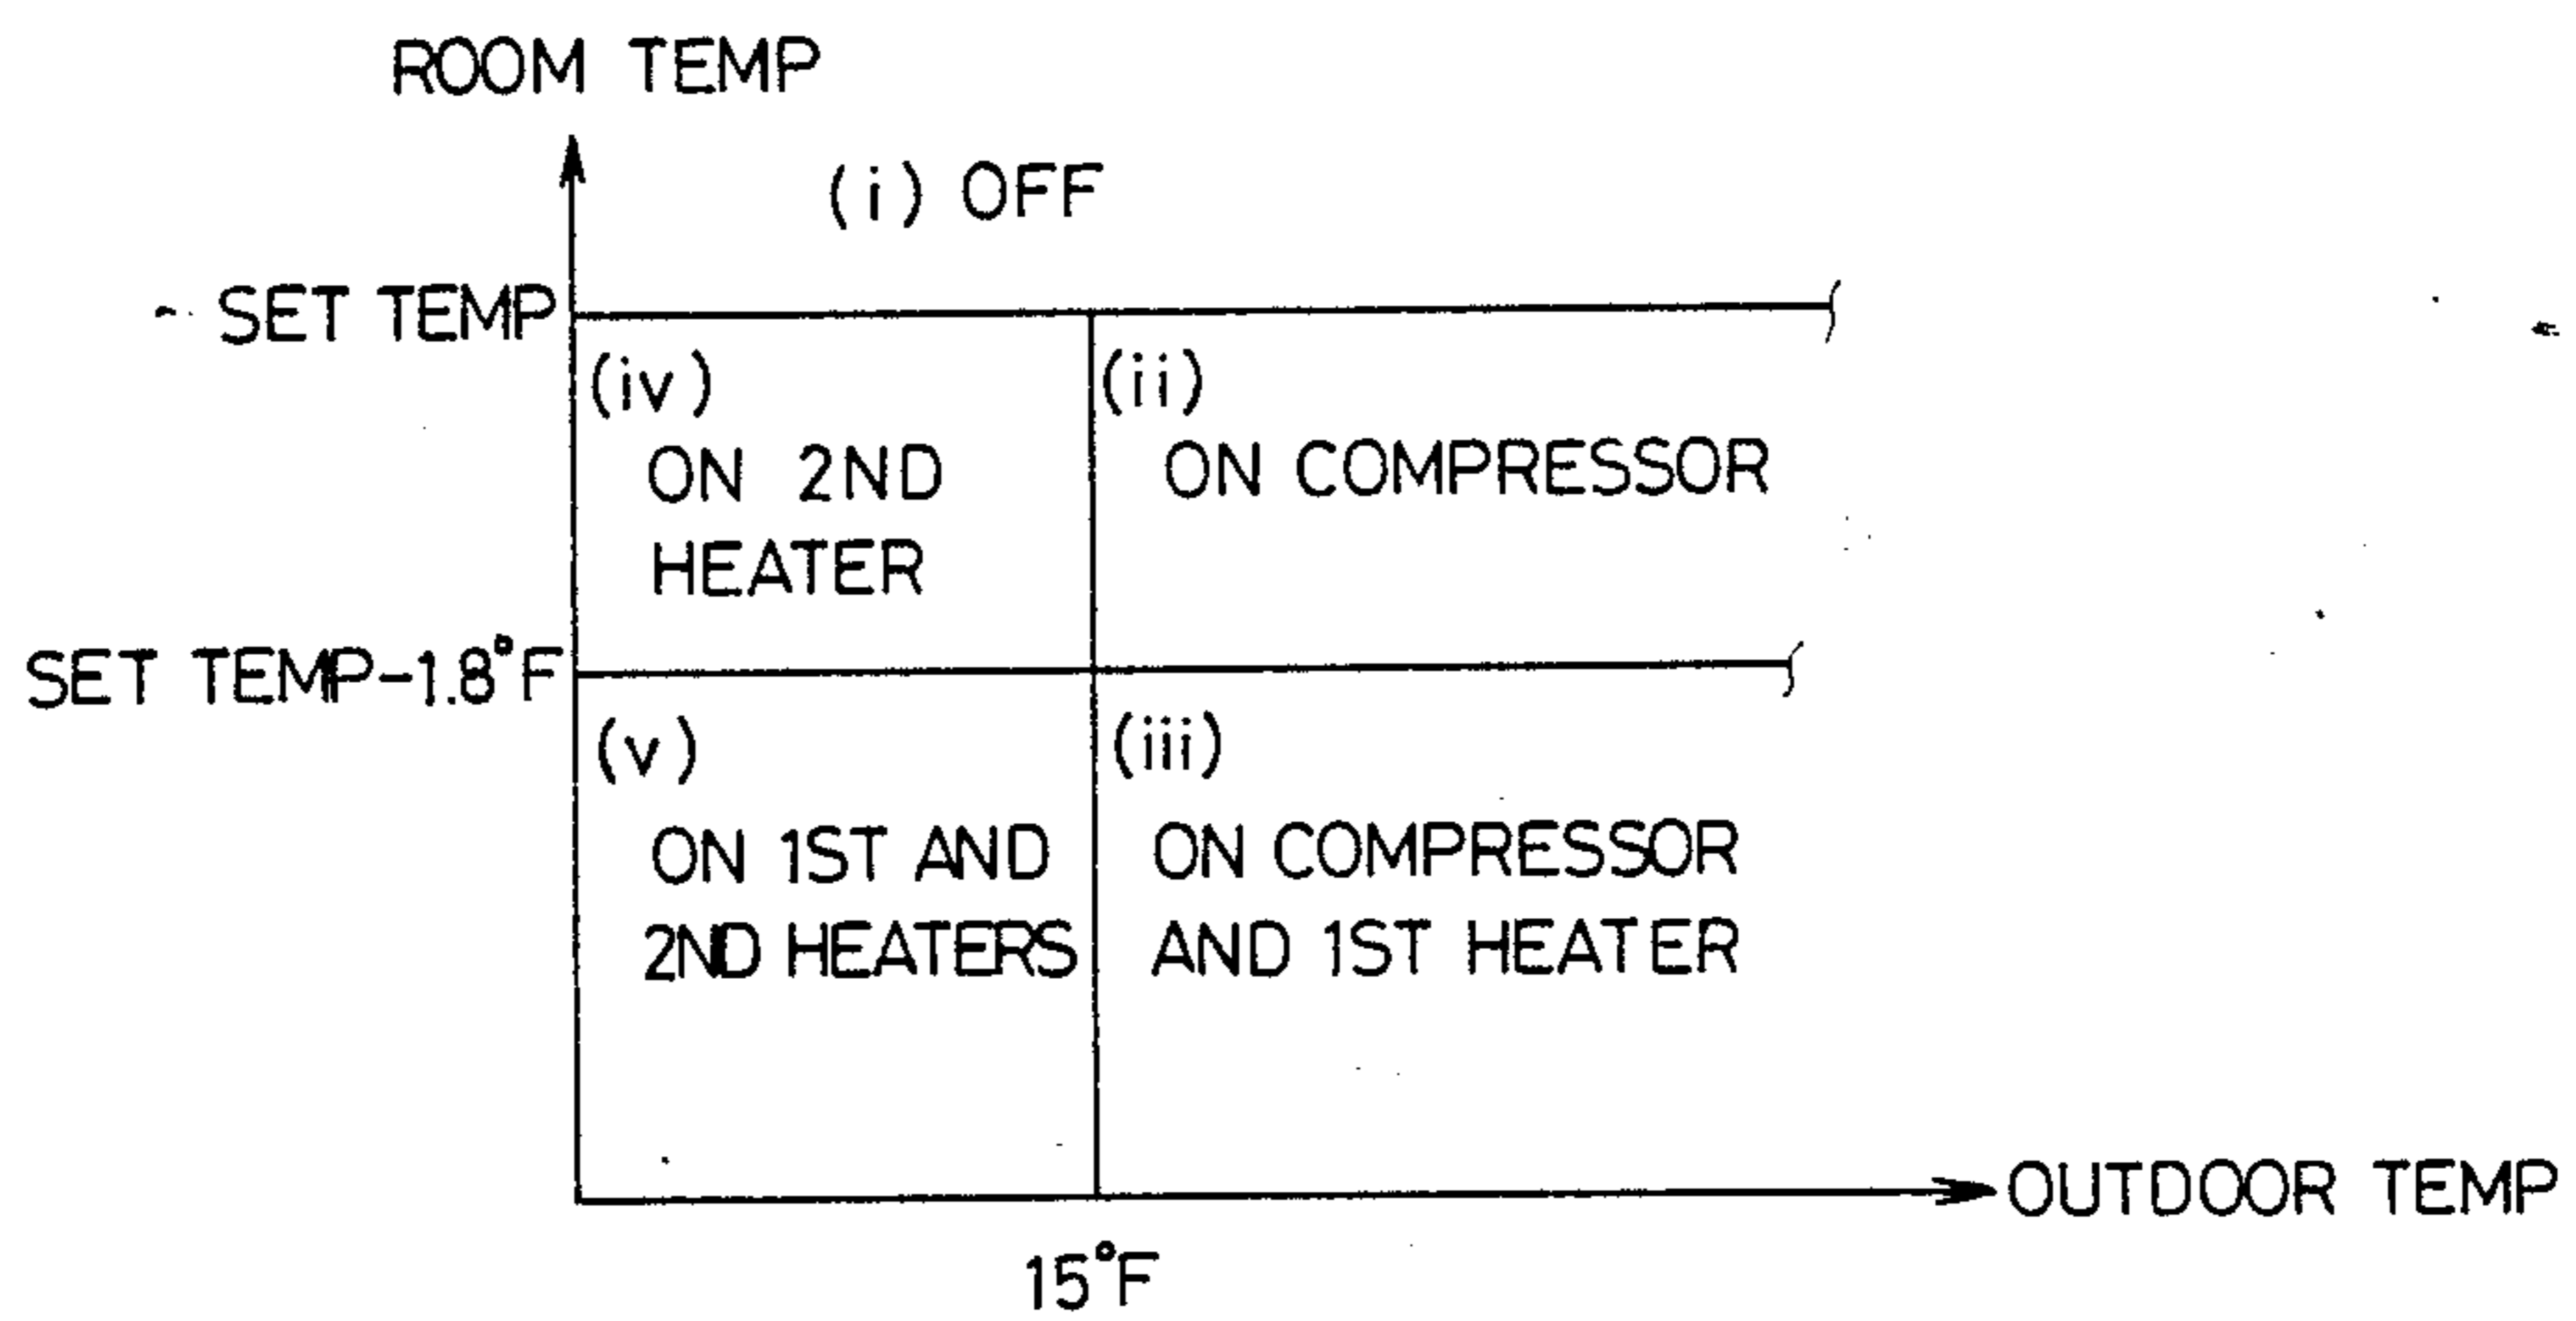 ROOM TEMP
(i) OFF
SET TEMP
(iv)
ON 2ND
HEATER
(ii)
ON COMPRESSOR
SET TEMP-1.8°F
(v)
ON 1ST AND
2ND HEATERS
(iii)
ON COMPRESSOR
AND 1ST HEATER
OUTDOOR TEMP
15°F